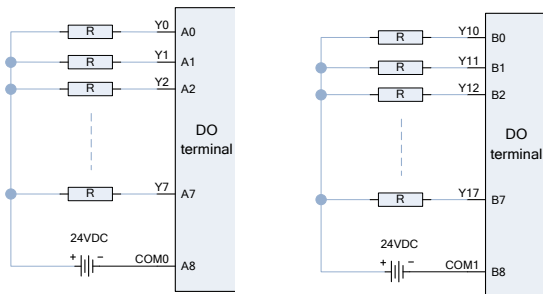 R Y0 A0
R Y1 A1
R Y2 A2
DO
terminal
R Y7 A7
24VDC
+ − COM0 A8
R Y10 B0
R Y11 B1
R Y12 B2
DO
terminal
R Y17 B7
24VDC
+ − COM1 B8